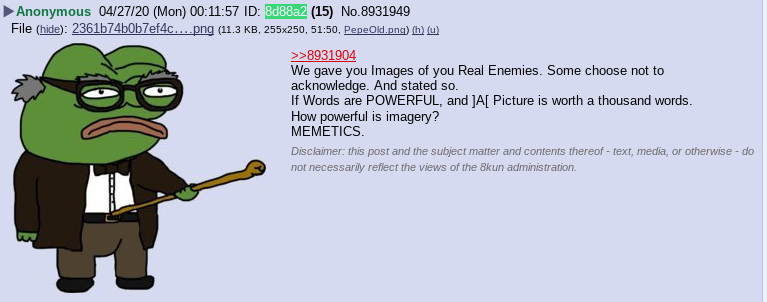 ▶Anonymous 04/27/20 (Mon) 00:11:57 ID: 8d88a2 (15) No.8931949
File (hide): 2361b74b0b7ef4c….png (11.3 KB, 255x250, 51:50, PepeOld.png) (h) (u)
>>8931904
We gave you Images of you Real Enemies. Some choose not to
acknowledge. And stated so.
If Words are POWERFUL, and ]A[ Picture is worth a thousand words.
How powerful is imagery?
MEMETICS.
Disclaimer: this post and the subject matter and contents thereof - text, media, or otherwise - do
not necessarily reflect the views of the 8kun administration.